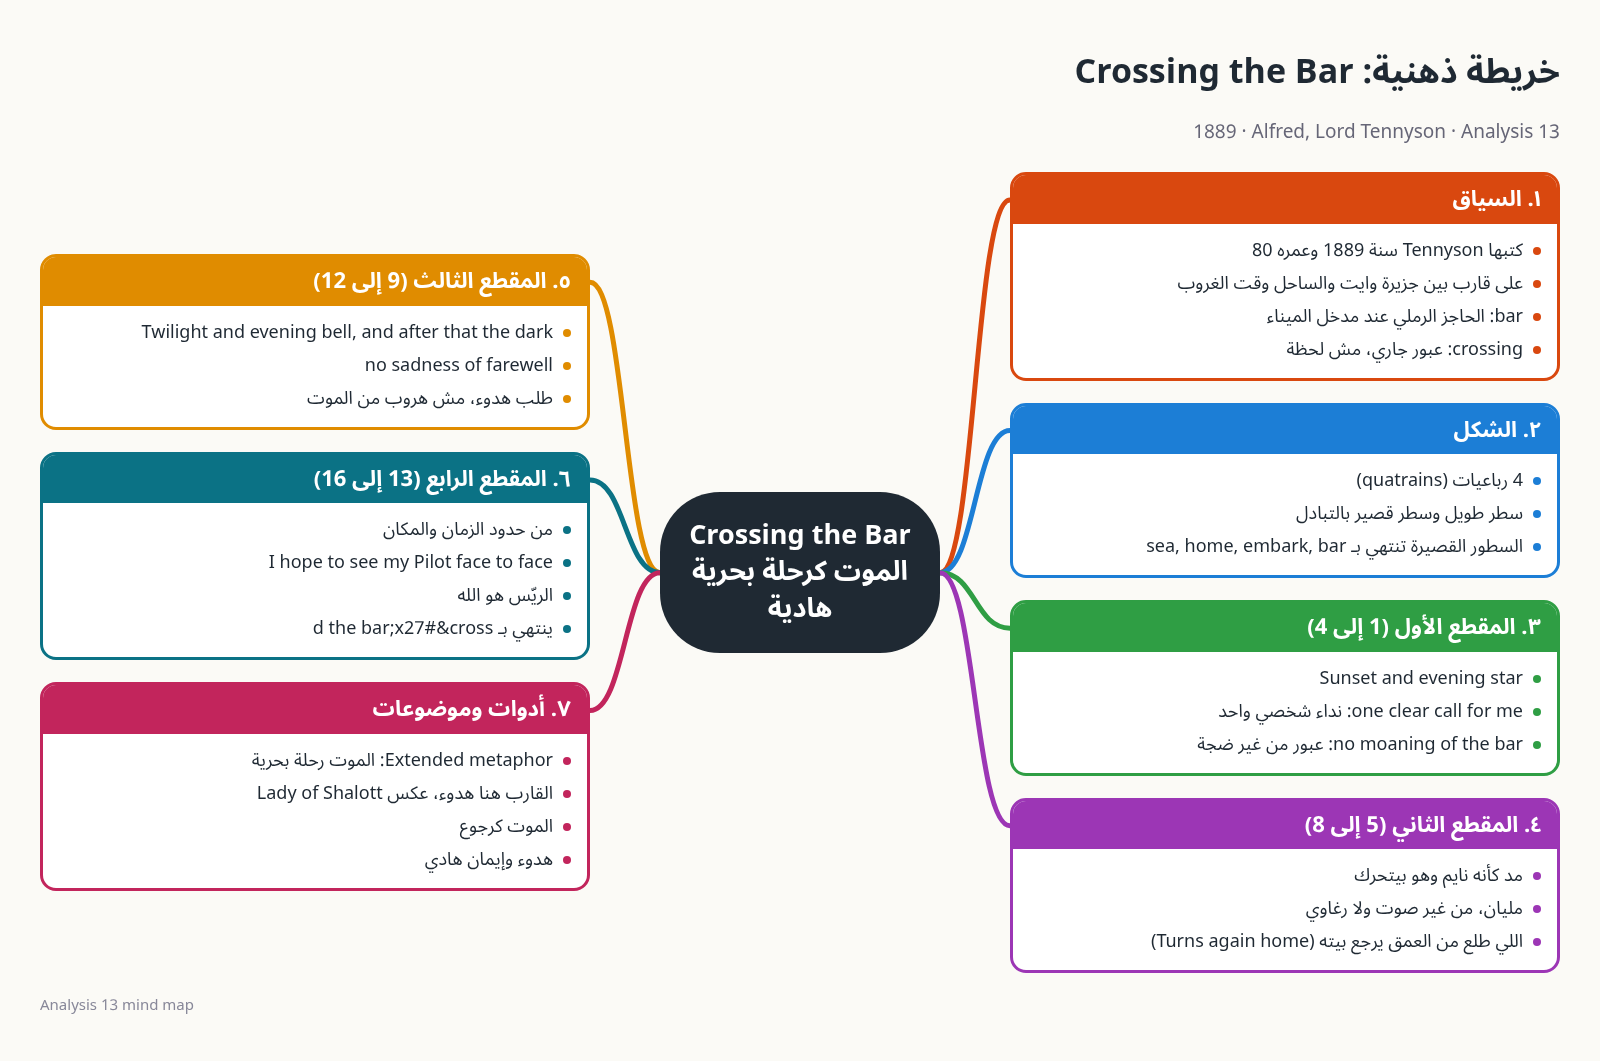 خريطة ذهنية: Crossing the Bar
1889 · Alfred, Lord Tennyson · Analysis 13
١. السياق
كتبها Tennyson سنة 1889 وعمره 80
على قارب بين جزيرة وايت والساحل وقت الغروب
bar: الحاجز الرملي عند مدخل الميناء
crossing: عبور جاري، مش لحظة
٢. الشكل
4 رباعيات (quatrains)
سطر طويل وسطر قصير بالتبادل
السطور القصيرة تنتهي بـ sea, home, embark, bar
٣. المقطع الأول (1 إلى 4)
Sunset and evening star
one clear call for me: نداء شخصي واحد
no moaning of the bar: عبور من غير ضجة
٤. المقطع الثاني (5 إلى 8)
مد كأنه نايم وهو بيتحرك
مليان، من غير صوت ولا رغاوي
اللي طلع من العمق يرجع بيته (Turns again home)
Crossing the Bar
الموت كرحلة بحرية
هادية
٥. المقطع الثالث (9 إلى 12)
Twilight and evening bell, and after that the dark
no sadness of farewell
طلب هدوء، مش هروب من الموت
٦. المقطع الرابع (13 إلى 16)
من حدود الزمان والمكان
I hope to see my Pilot face to face
الريّس هو الله
ينتهي بـ cross&#x27;d the bar
٧. أدوات وموضوعات
Extended metaphor: الموت رحلة بحرية
القارب هنا هدوء، عكس Lady of Shalott
الموت كرجوع
هدوء وإيمان هادي
Analysis 13 mind map